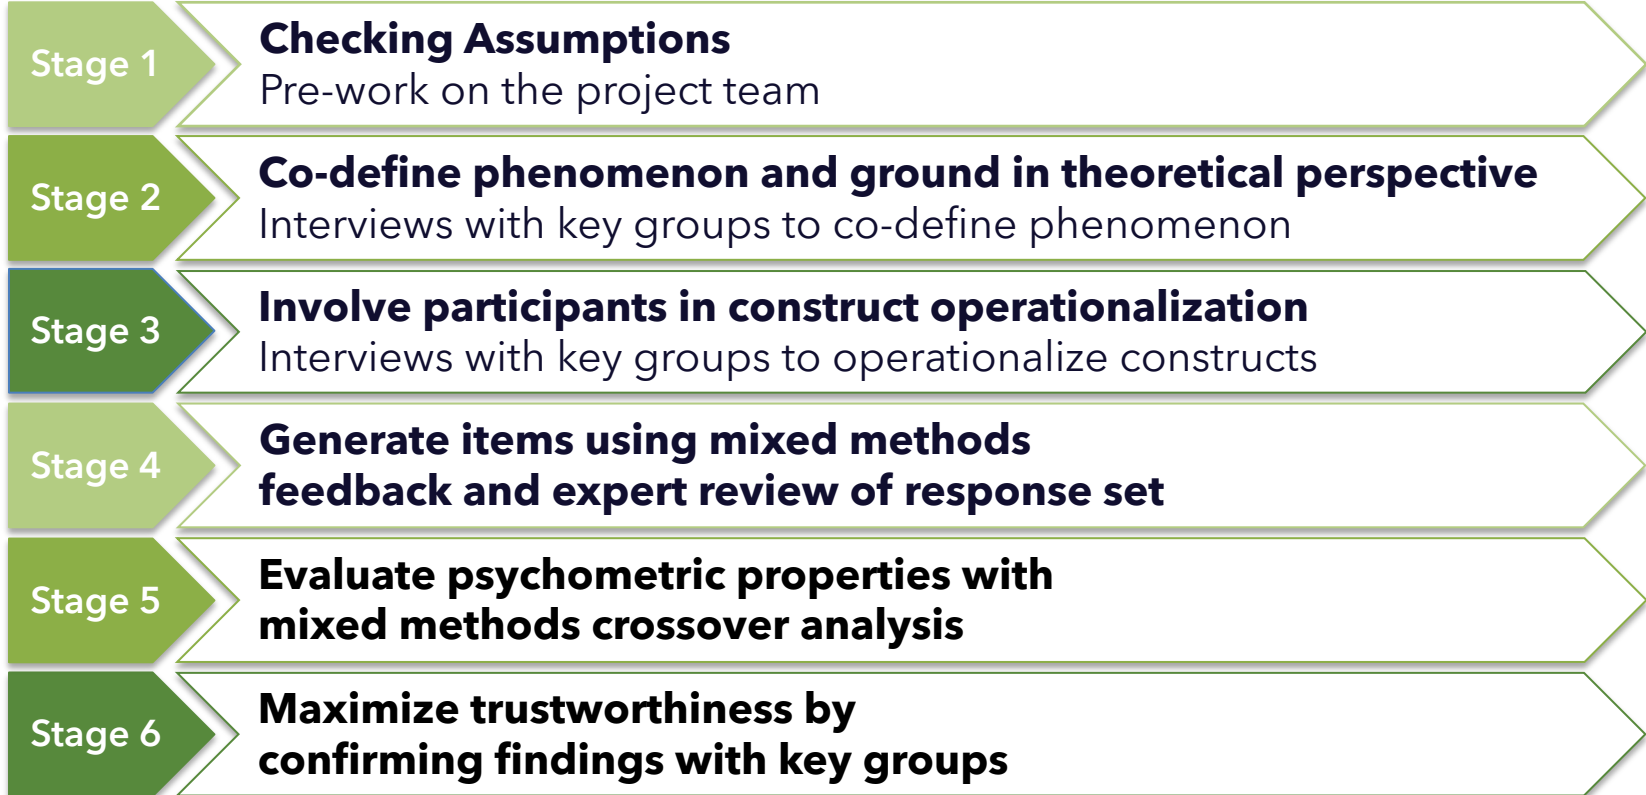 Stage 1
Checking Assumptions
Pre-work on the project team
Stage 2
Co-define phenomenon and ground in theoretical perspective
Interviews with key groups to co-define phenomenon
Stage 3
Involve participants in construct operationalization
Interviews with key groups to operationalize constructs
Stage 4
Generate items using mixed methods
feedback and expert review of response set
Stage 5
Evaluate psychometric properties with
mixed methods crossover analysis
Stage 6
Maximize trustworthiness by
confirming findings with key groups